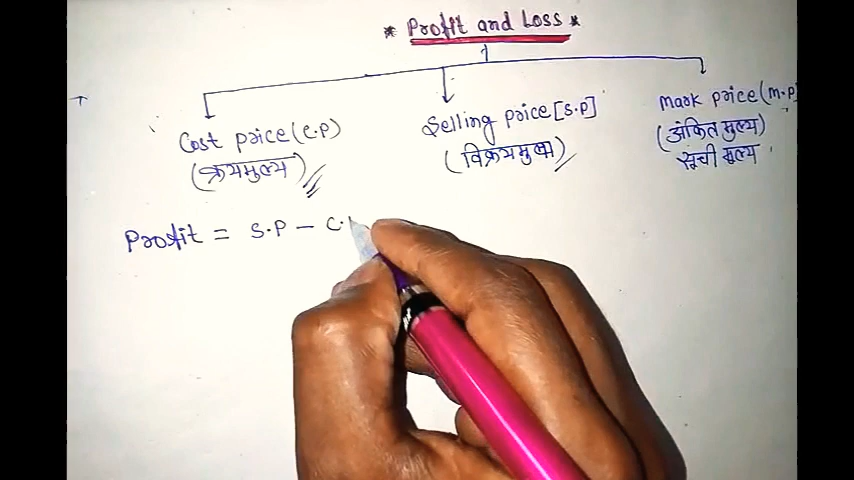 * Profit and Loss *
Cost price(C.P)
(क्रयमुल्य)
Selling price[S.P]
(विक्रयमुल्य)
Mark price(M.P)
(अंकित मुल्य)
सूची मूल्य
Profit = S.P - C.P